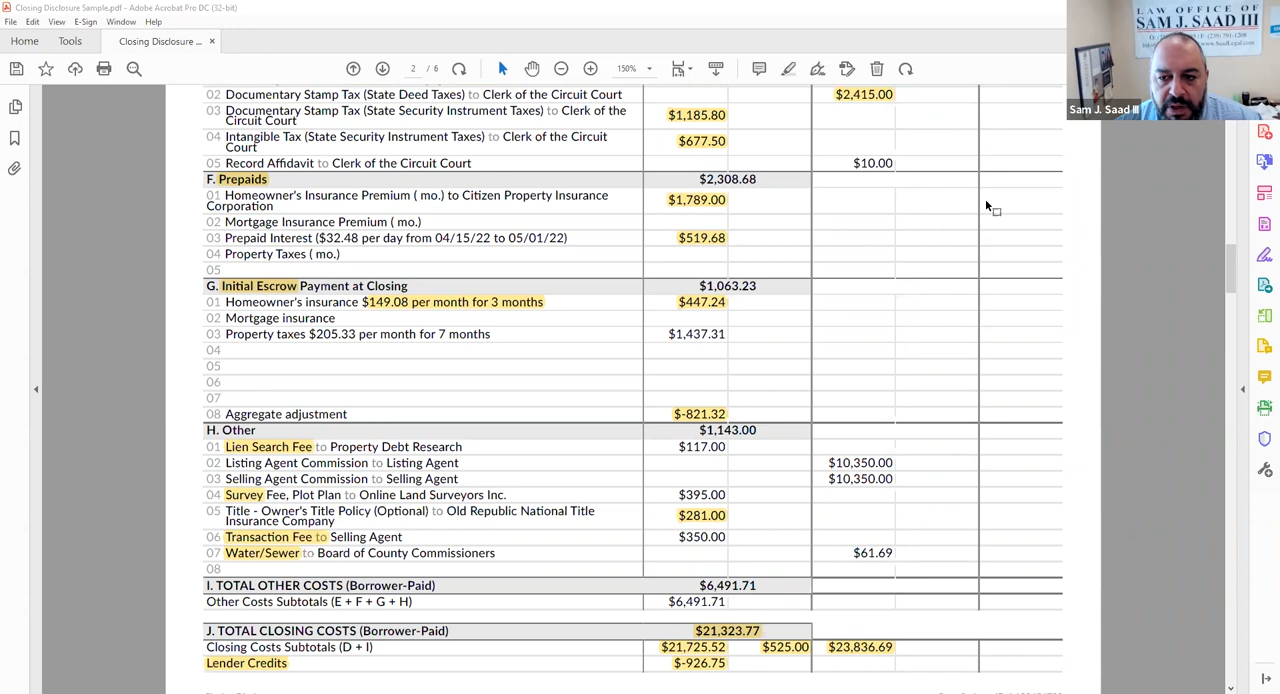 Closing Disclosure Sample.pdf - Adobe Acrobat Pro DC (32-bit)
File Edit View E-Sign Window Help
Home Tools Closing Disclosure ... ×
2 / 6 150%
LAW OFFICE OF
SAM J. SAAD III
www.SaadLegal.com
Sam J. Saad III
02 Documentary Stamp Tax (State Deed Taxes) to Clerk of the Circuit Court $2,415.00
03 Documentary Stamp Tax (State Security Instrument Taxes) to Clerk of the
Circuit Court $1,185.80
04 Intangible Tax (State Security Instrument Taxes) to Clerk of the Circuit
Court $677.50
05 Record Affidavit to Clerk of the Circuit Court $10.00
F. Prepaids $2,308.68
01 Homeowner's Insurance Premium ( mo.) to Citizen Property Insurance
Corporation $1,789.00
02 Mortgage Insurance Premium ( mo.)
03 Prepaid Interest ($32.48 per day from 04/15/22 to 05/01/22) $519.68
04 Property Taxes ( mo.)
05
G. Initial Escrow Payment at Closing $1,063.23
01 Homeowner's insurance $149.08 per month for 3 months $447.24
02 Mortgage insurance
03 Property taxes $205.33 per month for 7 months $1,437.31
04
05
06
07
08 Aggregate adjustment $-821.32
H. Other $1,143.00
01 Lien Search Fee to Property Debt Research $117.00
02 Listing Agent Commission to Listing Agent $10,350.00
03 Selling Agent Commission to Selling Agent $10,350.00
04 Survey Fee, Plot Plan to Online Land Surveyors Inc. $395.00
05 Title - Owner's Title Policy (Optional) to Old Republic National Title
Insurance Company $281.00
06 Transaction Fee to Selling Agent $350.00
07 Water/Sewer to Board of County Commissioners $61.69
08
I. TOTAL OTHER COSTS (Borrower-Paid) $6,491.71
Other Costs Subtotals (E + F + G + H) $6,491.71
J. TOTAL CLOSING COSTS (Borrower-Paid) $21,323.77
Closing Costs Subtotals (D + I) $21,725.52 $525.00 $23,836.69
Lender Credits $-926.75